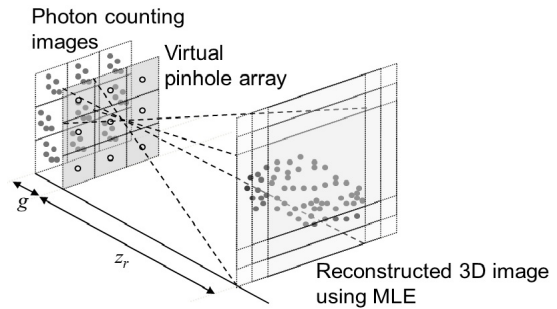 Photon counting
images
Virtual
pinhole array
g
z_r
Reconstructed 3D image
using MLE